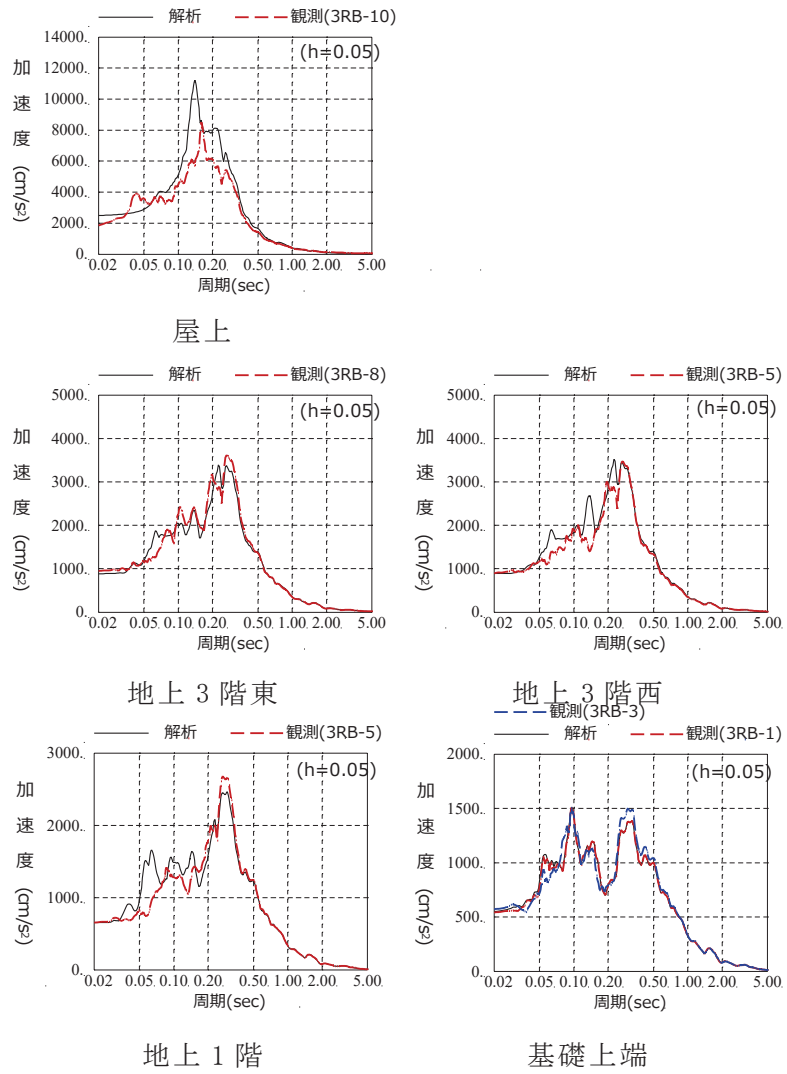 解析 観測(3RB-10)
(h=0.05)
加速度 (cm/s²)
14000.
12000.
10000.
8000.
6000.
4000.
2000.
0.
0.02 0.05 0.10 0.20 0.50 1.00 2.00 5.00
周期(sec)
屋上
解析 観測(3RB-8)
(h=0.05)
加速度 (cm/s²)
5000.
4000.
3000.
2000.
1000.
0.
0.02 0.05 0.10 0.20 0.50 1.00 2.00 5.00
周期(sec)
地上3階東
解析 観測(3RB-5)
(h=0.05)
加速度 (cm/s²)
5000.
4000.
3000.
2000.
1000.
0.
0.02 0.05 0.10 0.20 0.50 1.00 2.00 5.00
周期(sec)
地上3階西
解析 観測(3RB-5)
(h=0.05)
加速度 (cm/s²)
3000.
2000.
1000.
0.
0.02 0.05 0.10 0.20 0.50 1.00 2.00 5.00
周期(sec)
地上1階
観測(3RB-3)
解析 観測(3RB-1)
(h=0.05)
加速度 (cm/s²)
2000.
1500.
1000.
500.
0.
0.02 0.05 0.10 0.20 0.50 1.00 2.00 5.00
周期(sec)
基礎上端